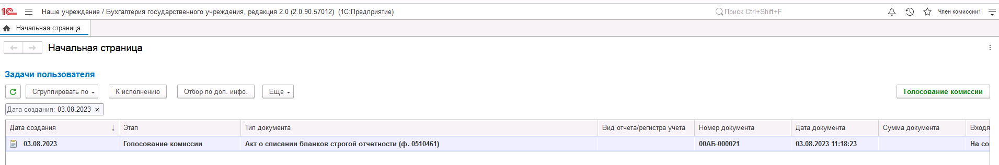 1С Наше учреждение / Бухгалтерия государственного учреждения, редакция 2.0 (2.0.90.57012) (1С:Предприятие) Поиск Ctrl+Shift+F Член комиссии1
Начальная страница
Начальная страница
Задачи пользователя
Сгруппировать по К исполнению Отбор по доп. инфо. Еще Голосование комиссии
Дата создания: 03.08.2023 ×
Дата создания ↓ Этап Тип документа Вид отчета/регистра учета Номер документа Дата документа Сумма документа Входя
03.08.2023 Голосование комиссии Акт о списании бланков строгой отчетности (ф. 0510461) 00АБ-000021 03.08.2023 11:18:23 На со